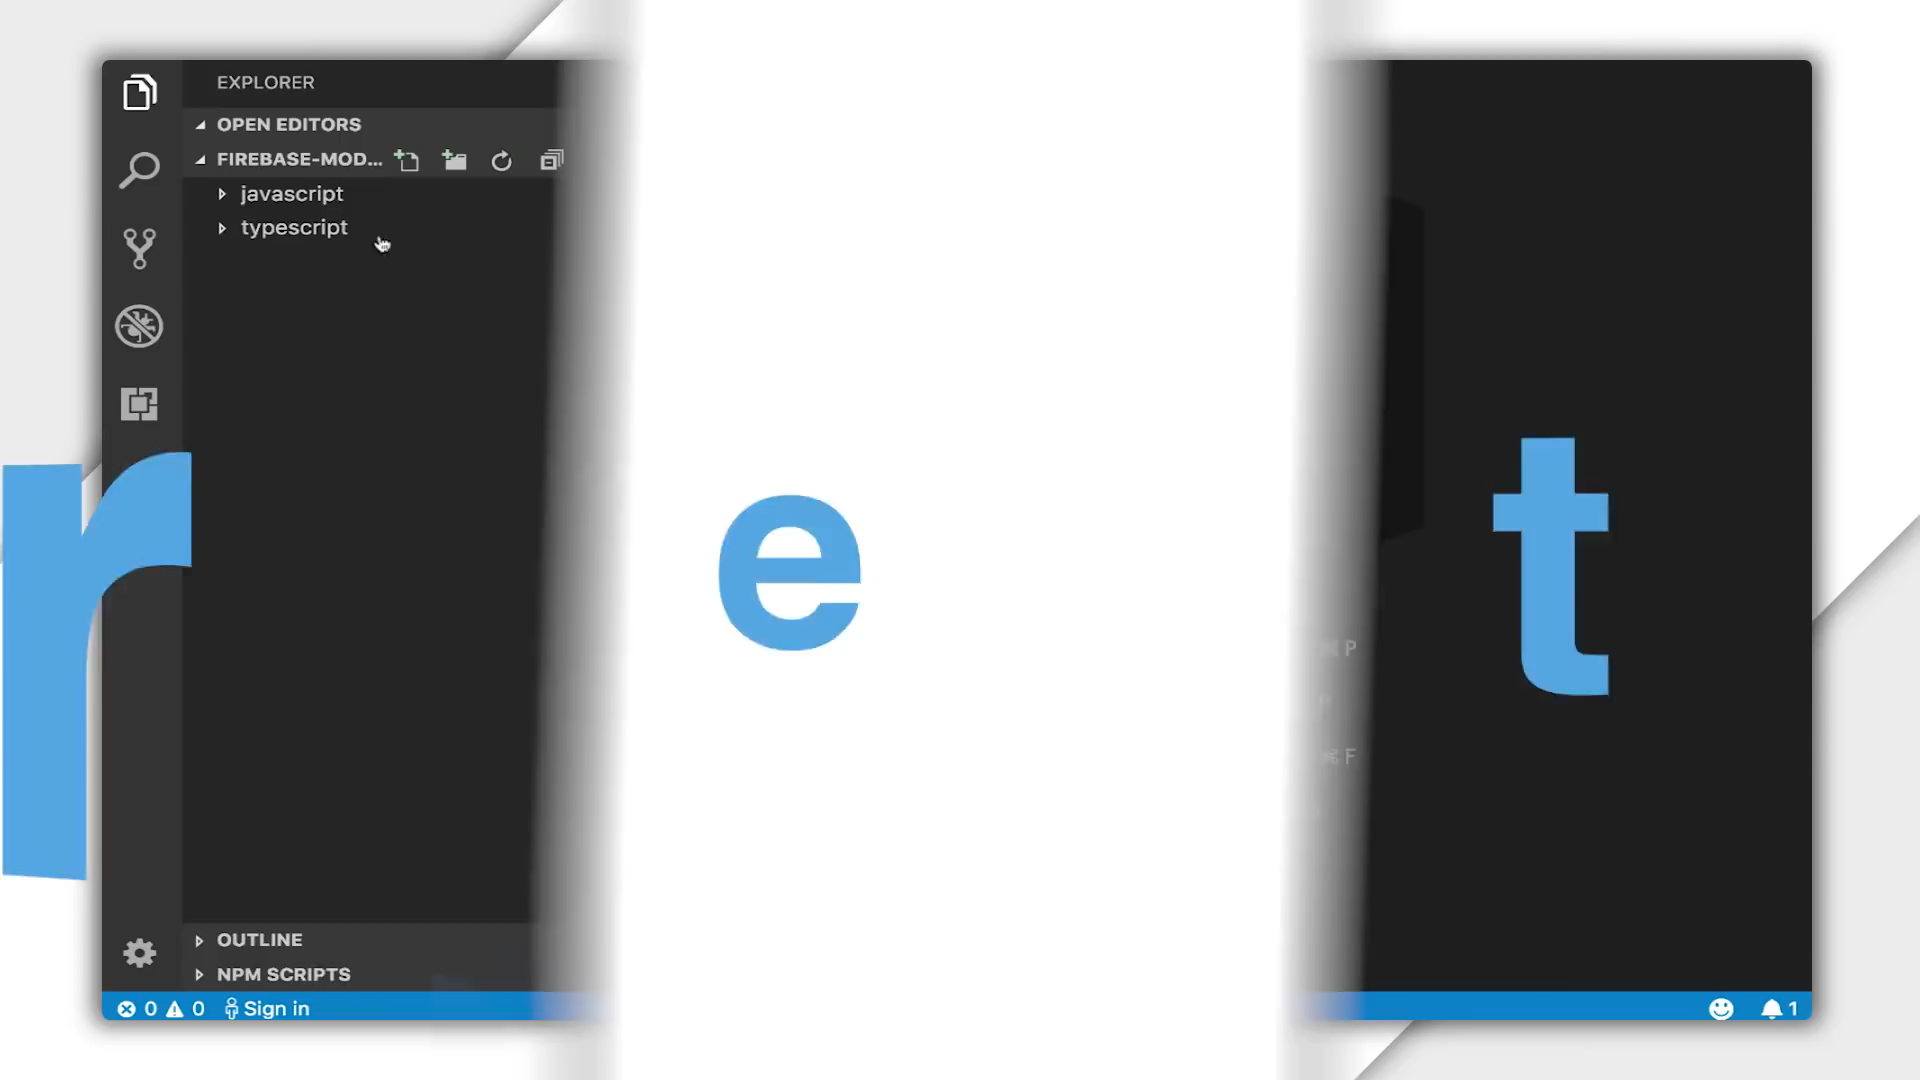 EXPLORER
OPEN EDITORS
FIREBASE-MOD...
javascript
typescript
r e t
P
F
OUTLINE
NPM SCRIPTS
0 0 Sign in
1